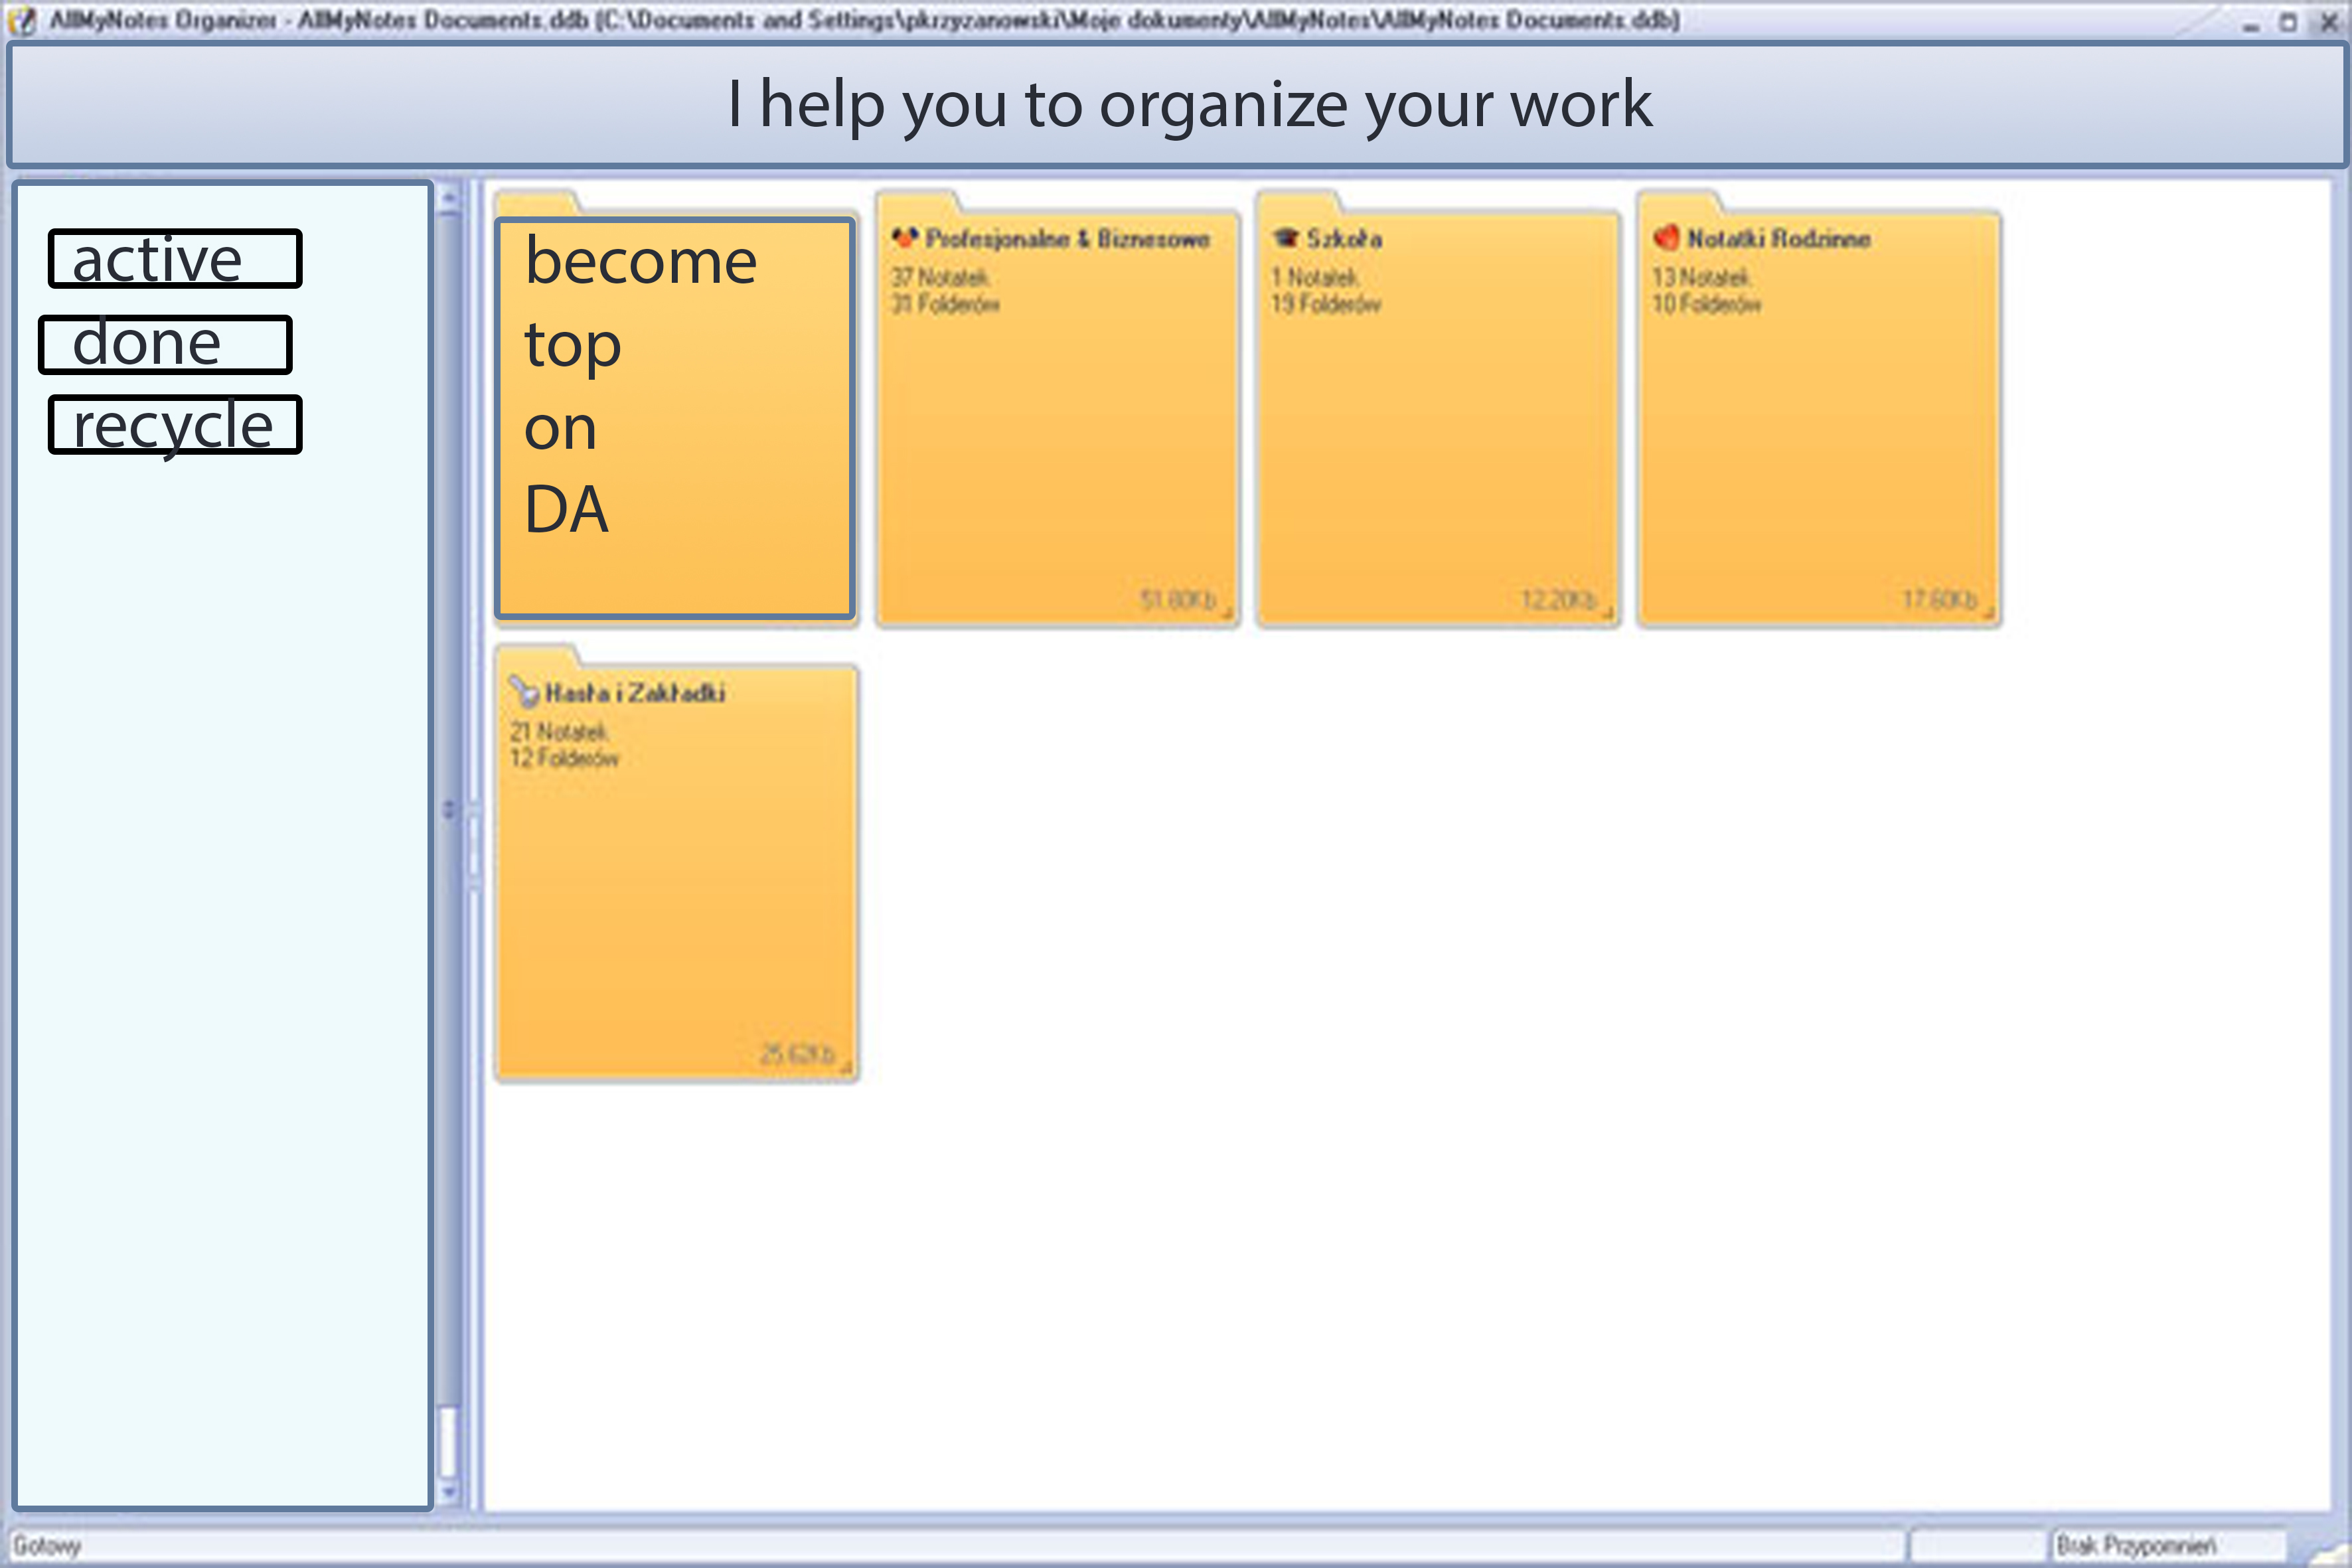 AllMyNotes Organizer - AllMyNotes Documents.ddb (C:\Documents and Settings\pkrzyzanowski\Moje dokumenty\AllMyNotes\AllMyNotes Documents.ddb)
I help you to organize your work
active
done
recycle
become
top
on
DA
Profesjonalne & Biznesowe
37 Notatek
31 Folderów
51.80Kb
Szkoła
1 Notatek
19 Folderów
12.20Kb
Notatki Rodzinne
13 Notatek
10 Folderów
17.60Kb
Hasła i Zakładki
21 Notatek
12 Folderów
25.62Kb
Gotowy
Brak Przypomnień